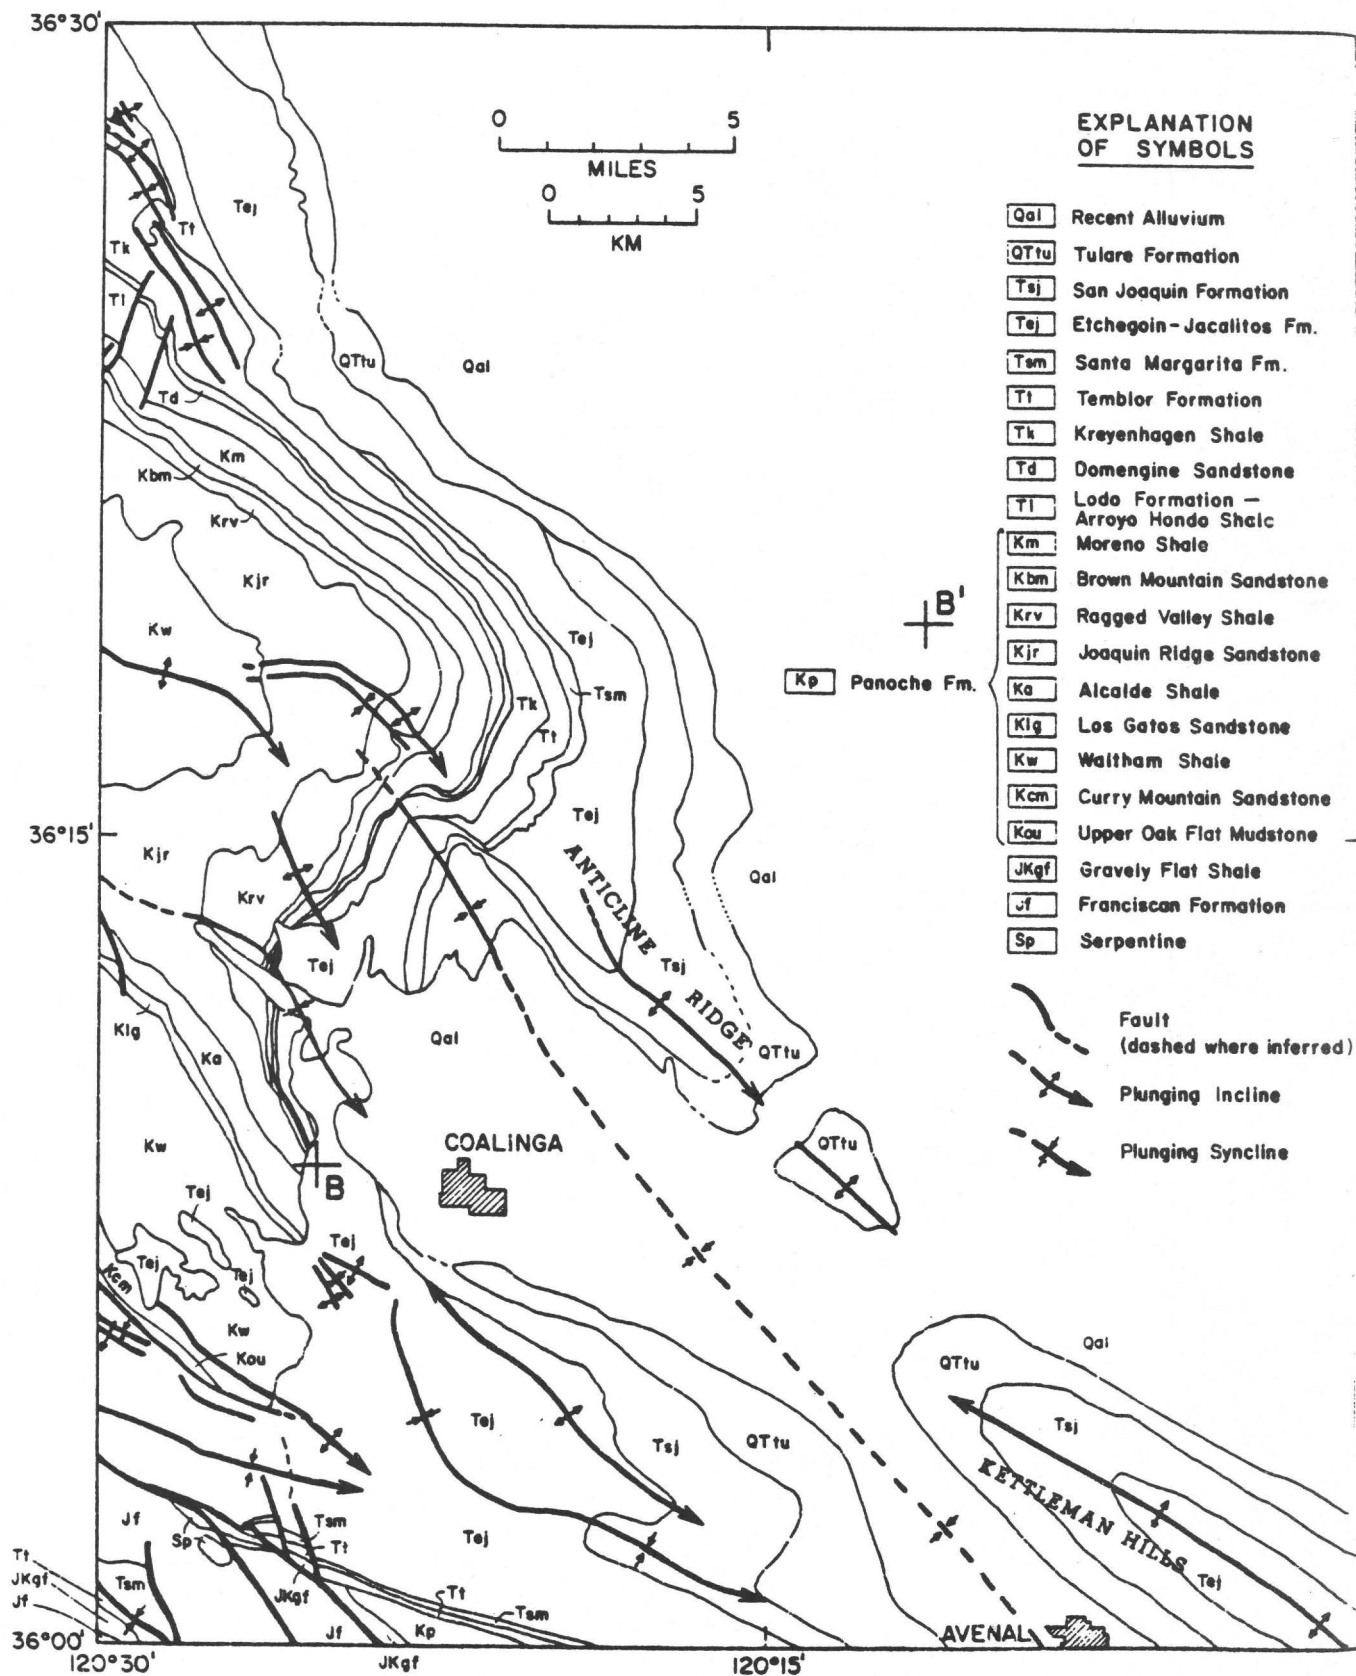 36°30'
0 5
MILES
0 5
KM
EXPLANATION
OF SYMBOLS
Qal Recent Alluvium
QTtu Tulare Formation
Tsj San Joaquin Formation
Tej Etchegoin-Jacalitos Fm.
Tsm Santa Margarita Fm.
Tt Temblor Formation
Tk Kreyenhagen Shale
Td Domengine Sandstone
Tl Lodo Formation —
Arroyo Hondo Shale
Kp Panoche Fm.
Km Moreno Shale
Kbm Brown Mountain Sandstone
Krv Ragged Valley Shale
Kjr Joaquin Ridge Sandstone
Ka Alcalde Shale
Klg Los Gatos Sandstone
Kw Waltham Shale
Kcm Curry Mountain Sandstone
Kou Upper Oak Flat Mudstone
JKgf Gravely Flat Shale
Jf Franciscan Formation
Sp Serpentine
Fault
(dashed where inferred)
Plunging Incline
Plunging Syncline
Tej
Tt
Tk
Tl
QTtu
Qal
Td
Km
Kbm
Krv
Kjr
Kw
B'
Tej
Tsm
Tk
Tt
36°15'
Tej
Kjr
ANTICLINE
Qal
Krv
Tej
Tsj
RIDGE
Klg
Qal
Ka
QTtu
Kw
COALINGA
QTtu
B
Tej
Tej
Tej
Tej
Kcm
Kw
Kou
Qal
QTtu
Tej
Tsj
QTtu
Tsj
KETTLEMAN HILLS
Jf
Sp
Tsm
Tt
Tej
Tej
Tt
JKgf
Jf
Tsm
JKgf
Tt
Tsm
Jf
Kp
AVENAL
36°00'
120°30'
JKgf
120°15'